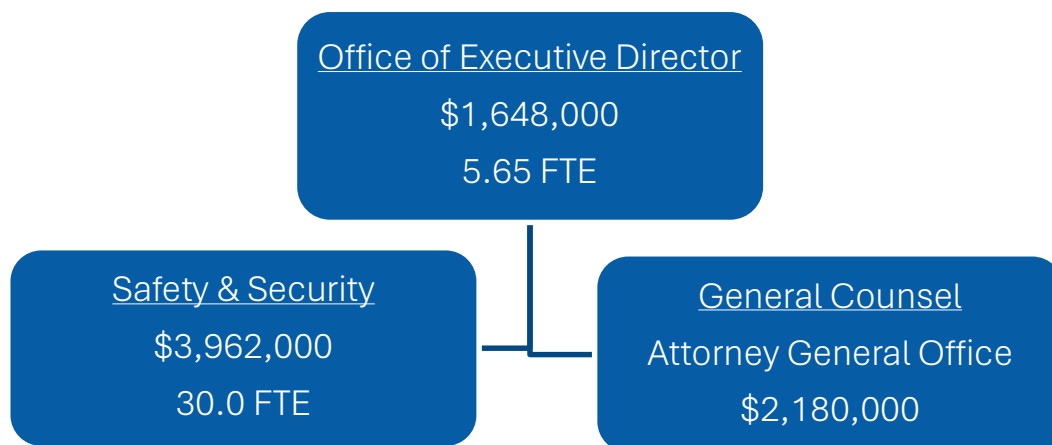 Office of Executive Director
$1,648,000
5.65 FTE
Safety & Security
$3,962,000
30.0 FTE
General Counsel
Attorney General Office
$2,180,000